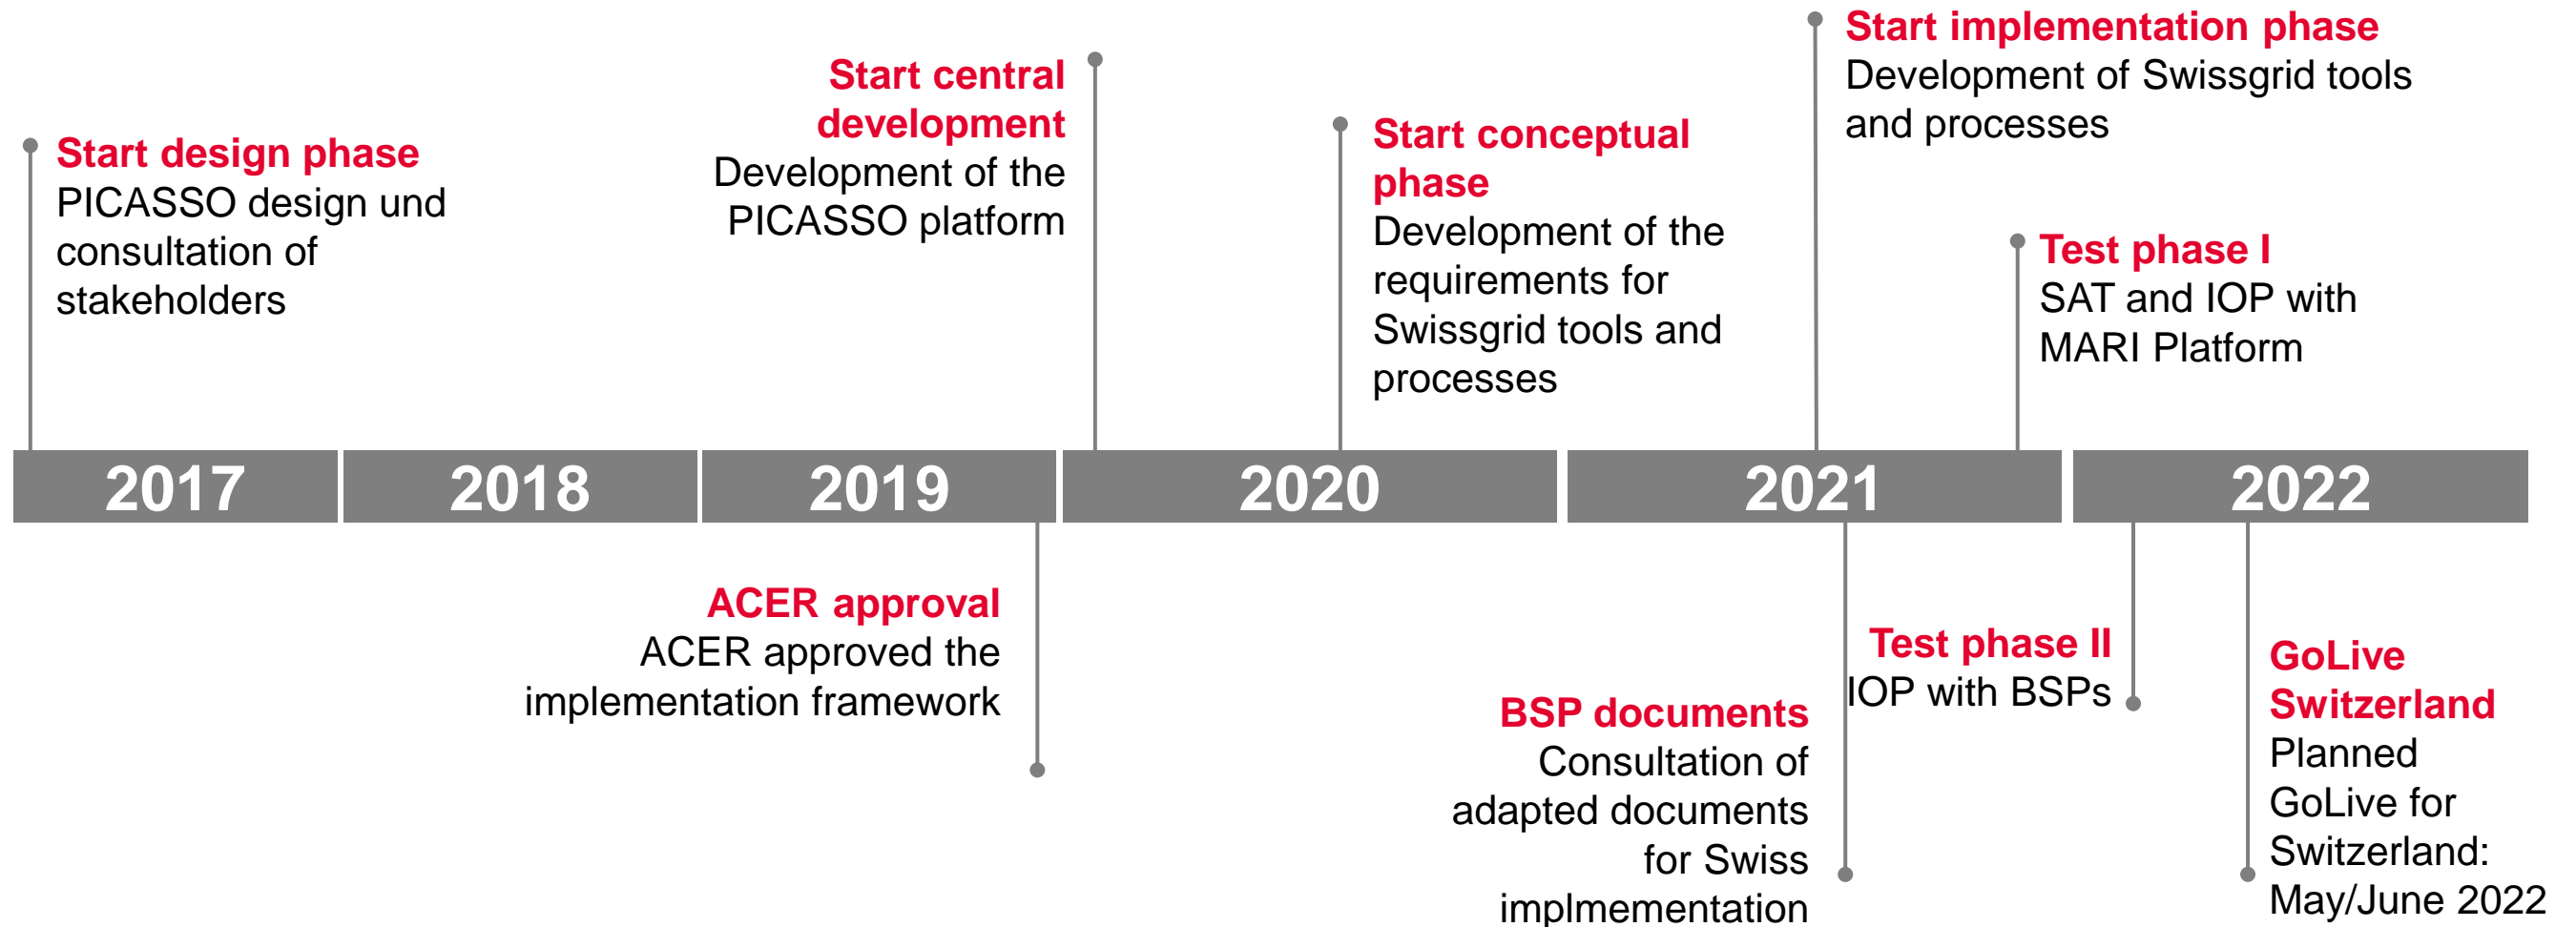 Start design phase
PICASSO design und
consultation of
stakeholders
Start central
development
Development of the
PICASSO platform
Start conceptual
phase
Development of the
requirements for
Swissgrid tools and
processes
Start implementation phase
Development of Swissgrid tools
and processes
Test phase I
SAT and IOP with
MARI Platform
2017
2018
2019
2020
2021
2022
ACER approval
ACER approved the
implementation framework
BSP documents
Consultation of
adapted documents
for Swiss
implmementation
Test phase II
IOP with BSPs
GoLive
Switzerland
Planned
GoLive for
Switzerland:
May/June 2022